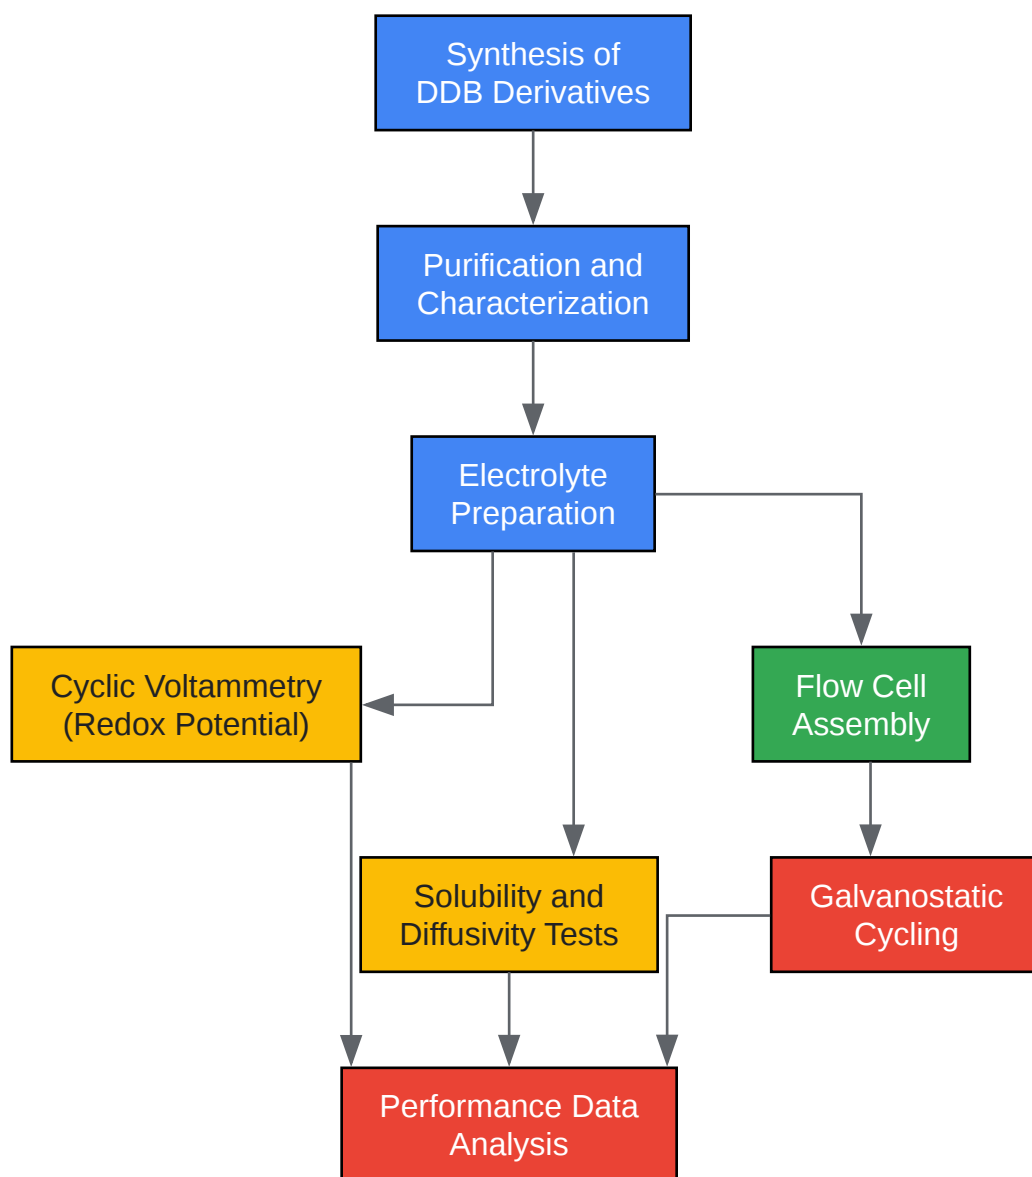 Synthesis of
DDB Derivatives
Purification and
Characterization
Electrolyte
Preparation
Cyclic Voltammetry
(Redox Potential)
Flow Cell
Assembly
Solubility and
Diffusivity Tests
Galvanostatic
Cycling
Performance Data
Analysis